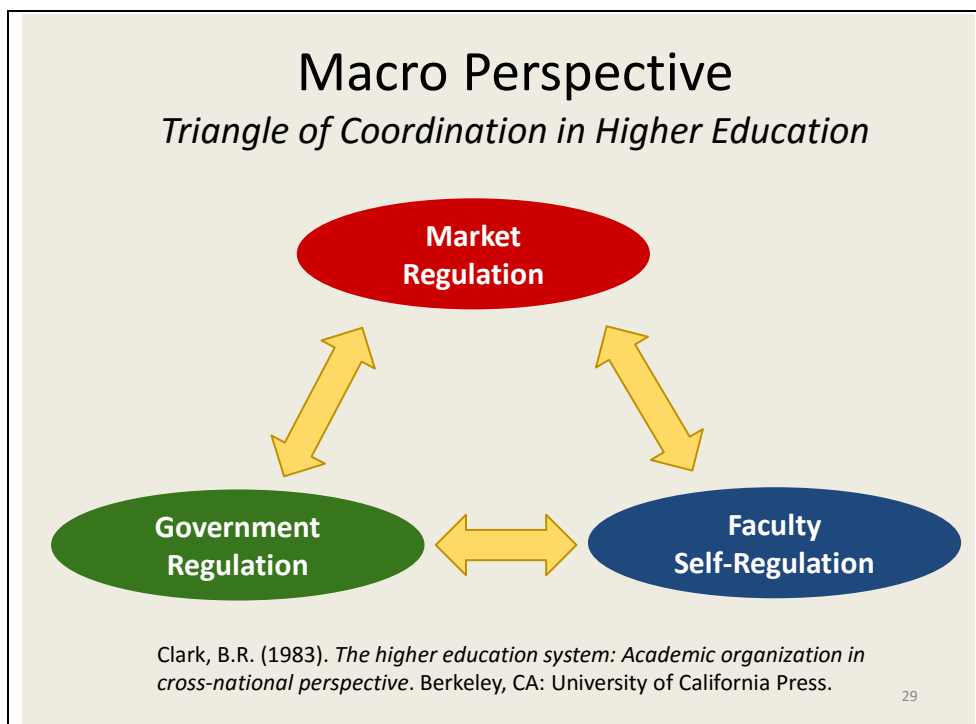 Macro Perspective
Triangle of Coordination in Higher Education
Market
Regulation
Government
Regulation
Faculty
Self-Regulation
Clark, B.R. (1983). The higher education system: Academic organization in
cross-national perspective. Berkeley, CA: University of California Press.
29